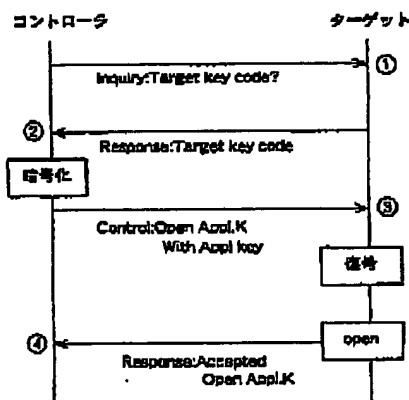 コントローラ
ターゲット
①
Inquiry:Target key code?
②
Response:Target key code
暗号化
③
Control:Open Appl.K
With Appl key
復号
④
open
Response:Accepted
Open Appl.K